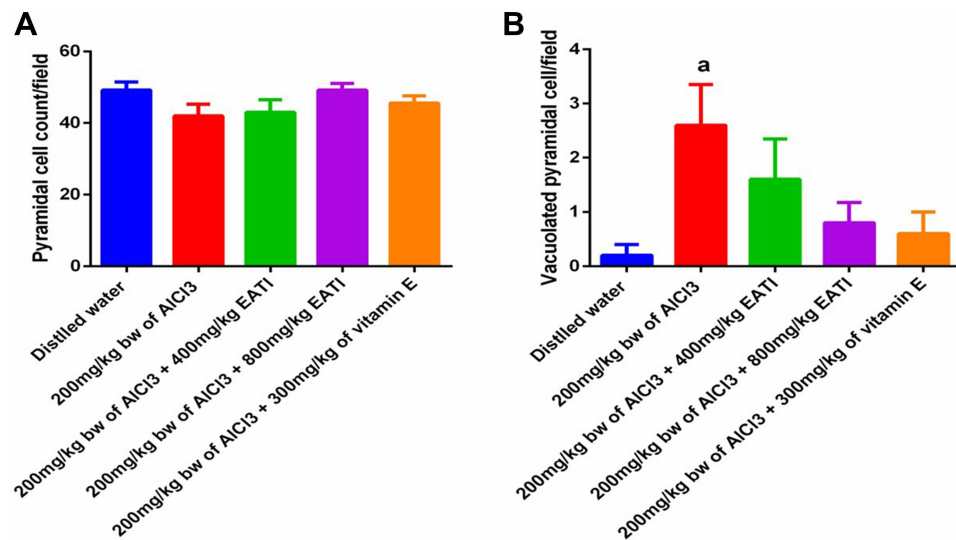 A
Pyramidal cell count/field
60
40
20
0
Distlled water
200mg/kg bw of AlCl3
200mg/kg bw of AlCl3 + 400mg/kg EATI
200mg/kg bw of AlCl3 + 800mg/kg EATI
200mg/kg bw of AlCl3 + 300mg/kg of vitamin E
B
Vacuolated pyramidal cell/field
4
3
2
1
0
a
Distlled water
200mg/kg bw of AlCl3
200mg/kg bw of AlCl3 + 400mg/kg EATI
200mg/kg bw of AlCl3 + 800mg/kg EATI
200mg/kg bw of AlCl3 + 300mg/kg of vitamin E